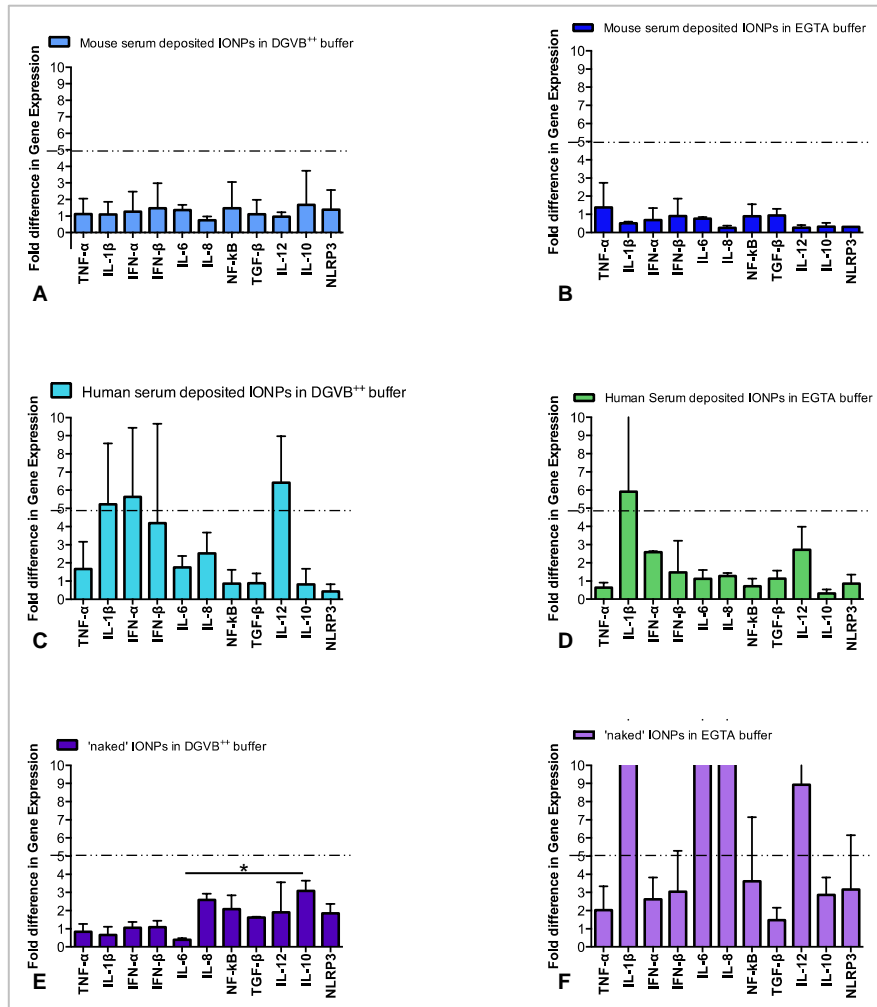 Mouse serum deposited IONPs in DGVB++ buffer
Fold difference in Gene Expression
10
9
8
7
6
5
4
3
2
1
0
TNF-α
IL-1β
IFN-α
IFN-β
IL-6
IL-8
NF-kB
TGF-β
IL-12
IL-10
NLRP3
A
Mouse serum deposited IONPs in EGTA buffer
Fold difference in Gene Expression
10
9
8
7
6
5
4
3
2
1
0
TNF-α
IL-1β
IFN-α
IFN-β
IL-6
IL-8
NF-kB
TGF-β
IL-12
IL-10
NLRP3
B
Human serum deposited IONPs in DGVB++ buffer
Fold difference in Gene Expression
10
9
8
7
6
5
4
3
2
1
0
TNF-α
IL-1β
IFN-α
IFN-β
IL-6
IL-8
NF-kB
TGF-β
IL-12
IL-10
NLRP3
C
Human Serum deposited IONPs in EGTA buffer
Fold difference in Gene Expression
10
9
8
7
6
5
4
3
2
1
0
TNF-α
IL-1β
IFN-α
IFN-β
IL-6
IL-8
NF-kB
TGF-β
IL-12
IL-10
NLRP3
D
'naked' IONPs in DGVB++ buffer
Fold difference in Gene Expression
10
9
8
7
6
5
4
3
2
1
0
*
TNF-α
IL-1β
IFN-α
IFN-β
IL-6
IL-8
NF-kB
TGF-β
IL-12
IL-10
NLRP3
E
'naked' IONPs in EGTA buffer
Fold difference in Gene Expression
10
9
8
7
6
5
4
3
2
1
0
TNF-α
IL-1β
IFN-α
IFN-β
IL-6
IL-8
NF-kB
TGF-β
IL-12
IL-10
NLRP3
F